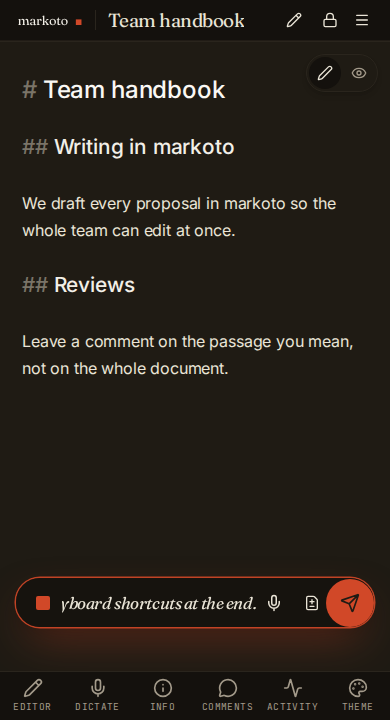 markoto
Team handbook
# Team handbook
## Writing in markoto
We draft every proposal in markoto so the
whole team can edit at once.
## Reviews
Leave a comment on the passage you mean,
not on the whole document.
yboard shortcuts at the end.
EDITOR
DICTATE
INFO
COMMENTS
ACTIVITY
THEME